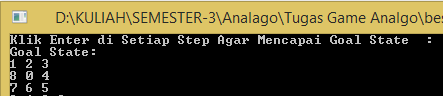 D:\KULIAH\SEMESTER-3\Analago\Tugas Game Analgo\bes
Klik Enter di Setiap Step Agar Mencapai Goal State :
Goal State:
1 2 3
8 0 4
7 6 5